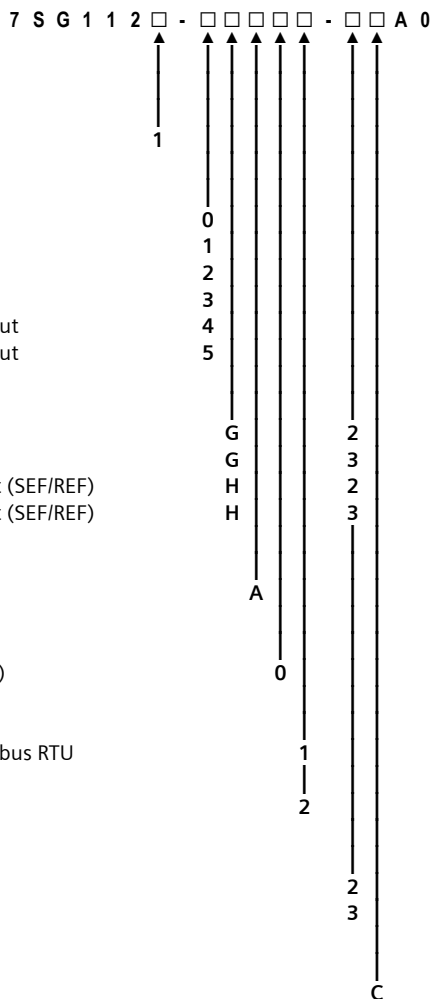 7 S G 1 1 2 □ - □ □ □ □ □ - □ □ A 0
1
0
1
2
3
ut 4
ut 5
G 2
G 3
(SEF/REF) H 2
(SEF/REF) H 3
A
) 0
bus RTU 1
2
2
3
C